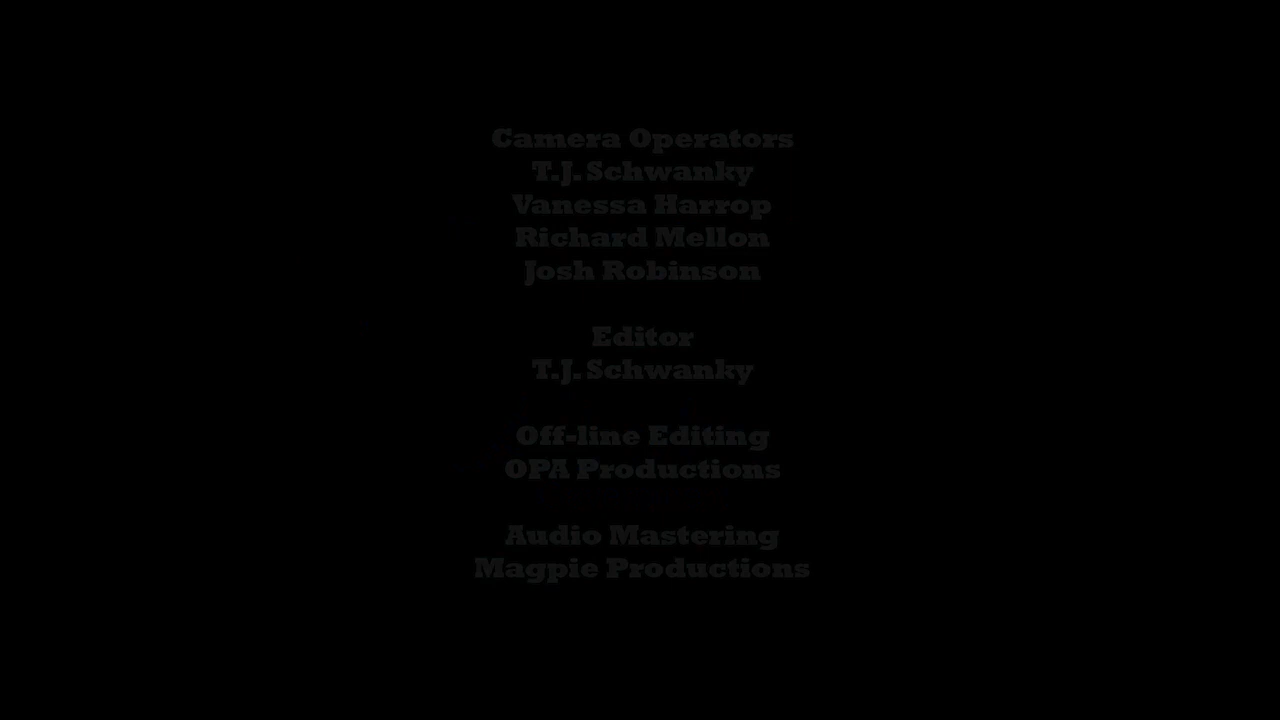 Camera Operators
T.J. Schwanky
Vanessa Harrop
Richard Mellon
Josh Robinson
Editor
T.J. Schwanky
Off-line Editing
OPA Productions
Audio Mastering
Magpie Productions